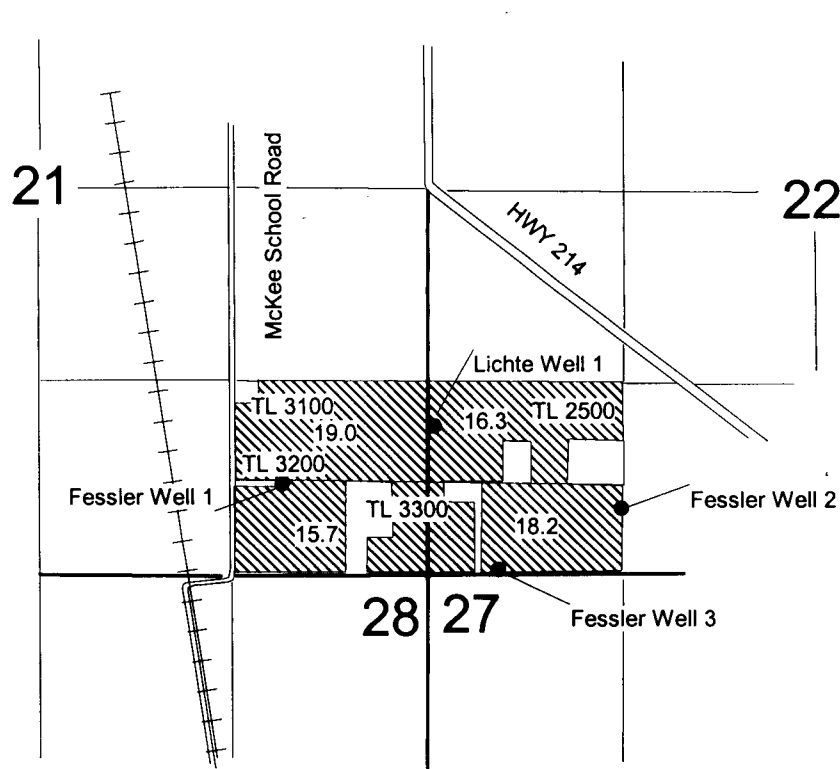 21
McKee School Road
HWY 214
22
Lichte Well 1
TL 3100
19.0
16.3
TL 2500
TL 3200
Fessler Well 1
TL 3300
15.7
18.2
Fessler Well 2
28
27
Fessler Well 3